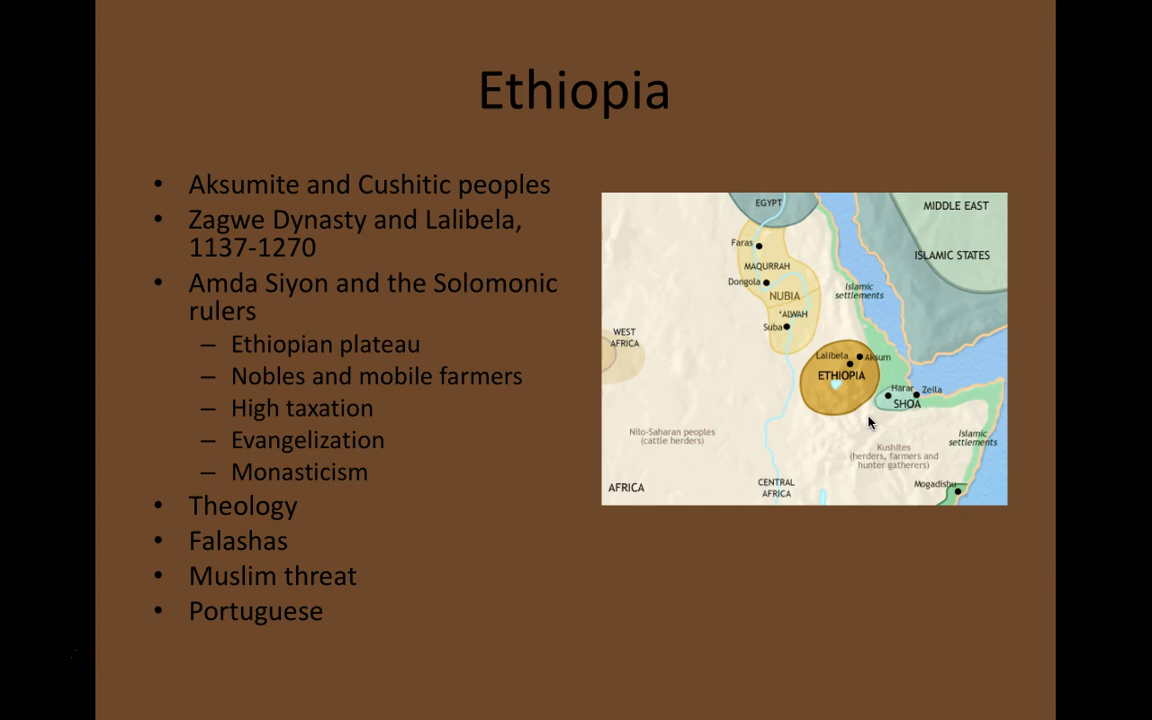 Ethiopia
• Aksumite and Cushitic peoples
• Zagwe Dynasty and Lalibela,
1137-1270
• Amda Siyon and the Solomonic
rulers
– Ethiopian plateau
– Nobles and mobile farmers
– High taxation
– Evangelization
– Monasticism
• Theology
• Falashas
• Muslim threat
• Portuguese
EGYPT
MIDDLE EAST
Faras
ISLAMIC STATES
MAQURRAH
Dongola
NUBIA
Islamic
settlements
'ALWAH
Suba
WEST
AFRICA
Lalibela
Aksum
ETHIOPIA
Harar
Zeila
SHOA
Nilo-Saharan peoples
(cattle herders)
Kushites
(herders, farmers and
hunter gatherers)
Islamic
settlements
AFRICA
CENTRAL
AFRICA
Mogadishu